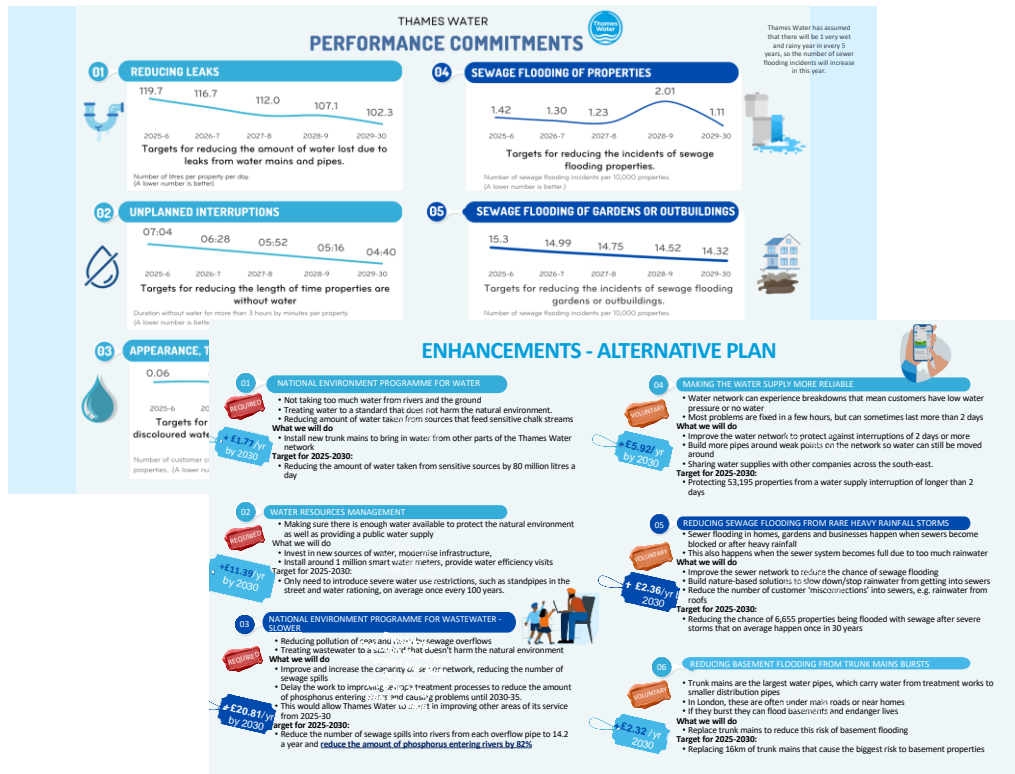 THAMES WATER
PERFORMANCE COMMITMENTS
Thames
Water
Thames Water has assumed
that there will be 1 very wet
and rainy year in every 5
years, so the number of sewer
flooding incidents will increase
in this year.
01
REDUCING LEAKS
119.7 116.7 112.0 107.1 102.3
2025-6 2026-7 2027-8 2028-9 2029-30
Targets for reducing the amount of water lost due to
leaks from water mains and pipes.
Number of litres per property per day.
(A lower number is better)
02
UNPLANNED INTERRUPTIONS
07:04 06:28 05:52 05:16 04:40
2025-6 2026-7 2027-8 2028-9 2029-30
Targets for reducing the length of time properties are
without water
Duration without water for more than 3 hours by minutes per property.
(A lower number is bette
03
APPEARANCE, T
0.06
2025-6 20
Targets for
discoloured wate
Number of customer c
properties. (A lower nu
04
SEWAGE FLOODING OF PROPERTIES
1.42 1.30 1.23 2.01 1.11
2025-6 2026-7 2027-8 2028-9 2029-30
Targets for reducing the incidents of sewage
flooding properties.
Number of sewage flooding incidents per 10,000 properties.
(A lower number is better.)
05
SEWAGE FLOODING OF GARDENS OR OUTBUILDINGS
15.3 14.99 14.75 14.52 14.32
2025-6 2026-7 2027-8 2028-9 2029-30
Targets for reducing the incidents of sewage flooding
gardens or outbuildings.
Number of sewage flooding incidents per 10,000 properties.
ENHANCEMENTS - ALTERNATIVE PLAN
01
NATIONAL ENVIRONMENT PROGRAMME FOR WATER
REQUIRED
+ £1.77/yr
by 2030
• Not taking too much water from rivers and the ground
• Treating water to a standard that does not harm the natural environment.
• Reducing amount of water taken from sources that feed sensitive chalk streams
What we will do
• Install new trunk mains to bring in water from other parts of the Thames Water
network
Target for 2025-2030:
• Reducing the amount of water taken from sensitive sources by 80 million litres a
day
02
WATER RESOURCES MANAGEMENT
REQUIRED
+£11.39/yr
by 2030
• Making sure there is enough water available to protect the natural environment
as well as providing a public water supply
What we will do
• Invest in new sources of water, modernise infrastructure,
• Install around 1 million smart water meters, provide water efficiency visits
Target for 2025-2030:
• Only need to introduce severe water use restrictions, such as standpipes in the
street and water rationing, on average once every 100 years.
03
NATIONAL ENVIRONMENT PROGRAMME FOR WASTEWATER -
SLOWER
REQUIRED
+£20.81/yr
by 2030
• Reducing pollution of seas and rivers by sewage overflows
• Treating wastewater to a standard that doesn't harm the natural environment
What we will do
• Improve and increase the capacity of sewer network, reducing the number of
sewage spills
• Delay the work to improving sewage treatment processes to reduce the amount
of phosphorus entering rivers and causing problems until 2030-35.
• This would allow Thames Water to invest in improving other areas of its service
from 2025-30
Target for 2025-2030:
• Reduce the number of sewage spills into rivers from each overflow pipe to 14.2
a year and reduce the amount of phosphorus entering rivers by 82%
04
MAKING THE WATER SUPPLY MORE RELIABLE
VOLUNTARY
+£5.92/yr
by 2030
• Water network can experience breakdowns that mean customers have low water
pressure or no water
• Most problems are fixed in a few hours, but can sometimes last more than 2 days
What we will do
• Improve the water network to protect against interruptions of 2 days or more
• Build more pipes around weak points on the network so water can still be moved
around
• Sharing water supplies with other companies across the south-east.
Target for 2025-2030:
• Protecting 53,195 properties from a water supply interruption of longer than 2
days
05
REDUCING SEWAGE FLOODING FROM RARE HEAVY RAINFALL STORMS
VOLUNTARY
+ £2.36/yr
2030
• Sewer flooding in homes, gardens and businesses happen when sewers become
blocked or after heavy rainfall
• This also happens when the sewer system becomes full due to too much rainwater
What we will do
• Improve the sewer network to reduce the chance of sewage flooding
• Build nature-based solutions to slow down/stop rainwater from getting into sewers
• Reduce the number of customer 'misconnections' into sewers, e.g. rainwater from
roofs
Target for 2025-2030:
• Reducing the chance of 6,655 properties being flooded with sewage after severe
storms that on average happen once in 30 years
06
REDUCING BASEMENT FLOODING FROM TRUNK MAINS BURSTS
VOLUNTARY
+£2.32 /yr
2030
• Trunk mains are the largest water pipes, which carry water from treatment works to
smaller distribution pipes
• In London, these are often under main roads or near homes
• If they burst they can flood basements and endanger lives
What we will do
• Replace trunk mains to reduce this risk of basement flooding
Target for 2025-2030:
• Replacing 16km of trunk mains that cause the biggest risk to basement properties